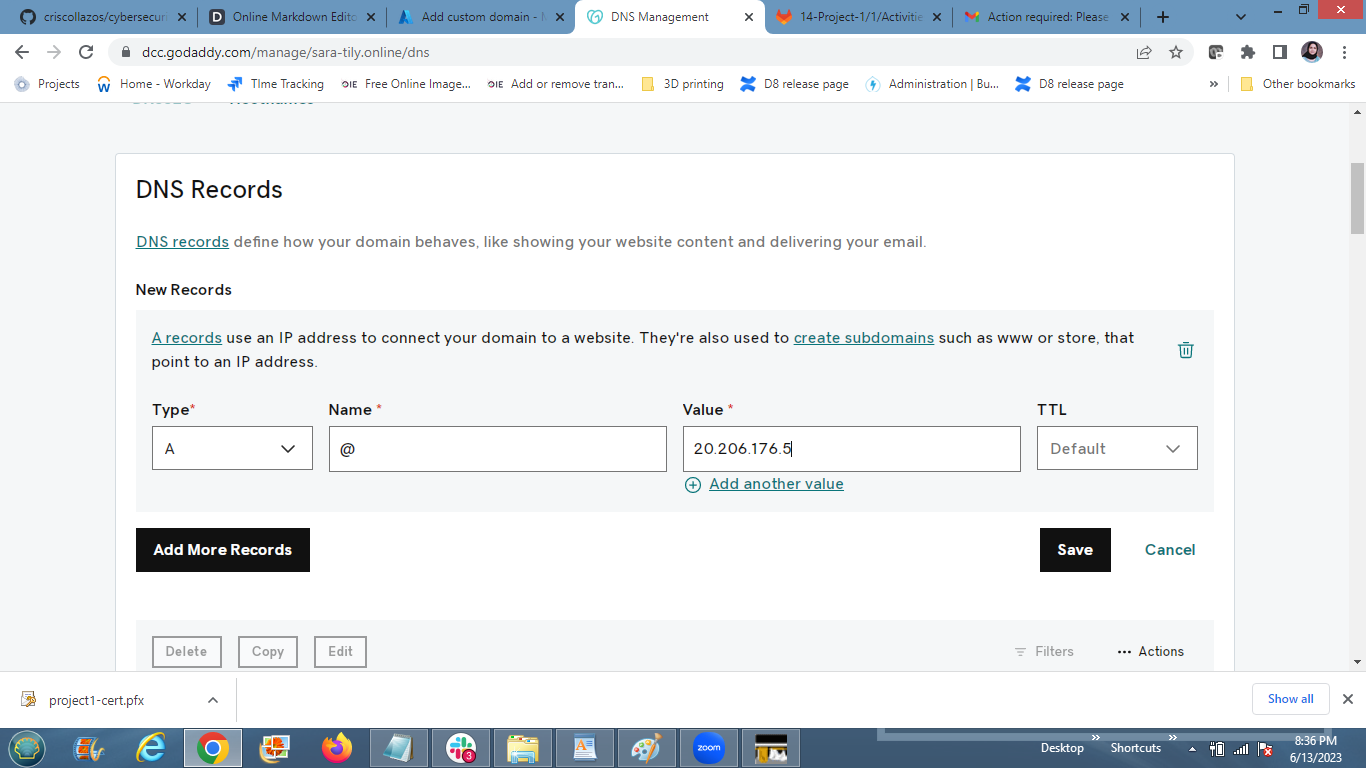 criscollazos/cybersecuri
Online Markdown Edito
Add custom domain - M
DNS Management
14-Project-1/1/Activitie
Action required: Please
dcc.godaddy.com/manage/sara-tily.online/dns
Projects
Home - Workday
TIme Tracking
Free Online Image...
Add or remove tran...
3D printing
D8 release page
Administration | Bu...
D8 release page
»
Other bookmarks
DNS Records
DNS records define how your domain behaves, like showing your website content and delivering your email.
New Records
A records use an IP address to connect your domain to a website. They're also used to create subdomains such as www or store, that
point to an IP address.
Type* Name * Value * TTL
A @ 20.206.176.5 Default
Add another value
Add More Records Save Cancel
Delete Copy Edit Filters ••• Actions
project1-cert.pfx Show all
zoom
3
Desktop » Shortcuts »
8:36 PM
6/13/2023